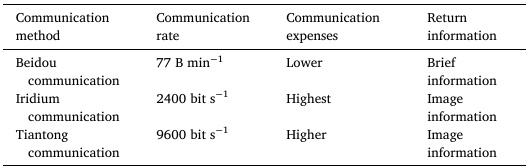 Communication method Communication rate Communication expenses Return information
Beidou communication 77 B min⁻¹ Lower Brief information
Iridium communication 2400 bit s⁻¹ Highest Image information
Tiantong communication 9600 bit s⁻¹ Higher Image information